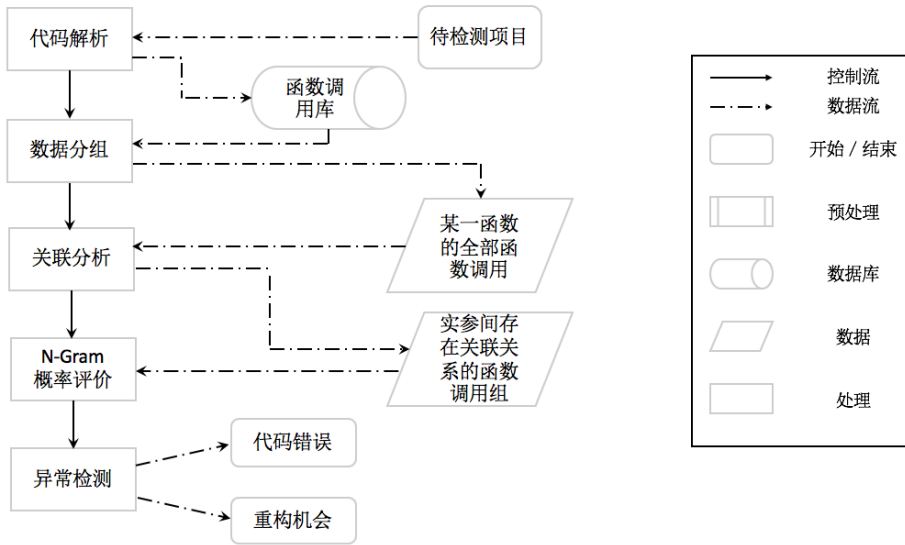 代码解析
待检测项目
函数调
用库
数据分组
某一函数
的全部函
数调用
关联分析
实参间存
在关联关
系的函数
调用组
N-Gram
概率评价
异常检测
代码错误
重构机会
控制流
数据流
开始 / 结束
预处理
数据库
数据
处理